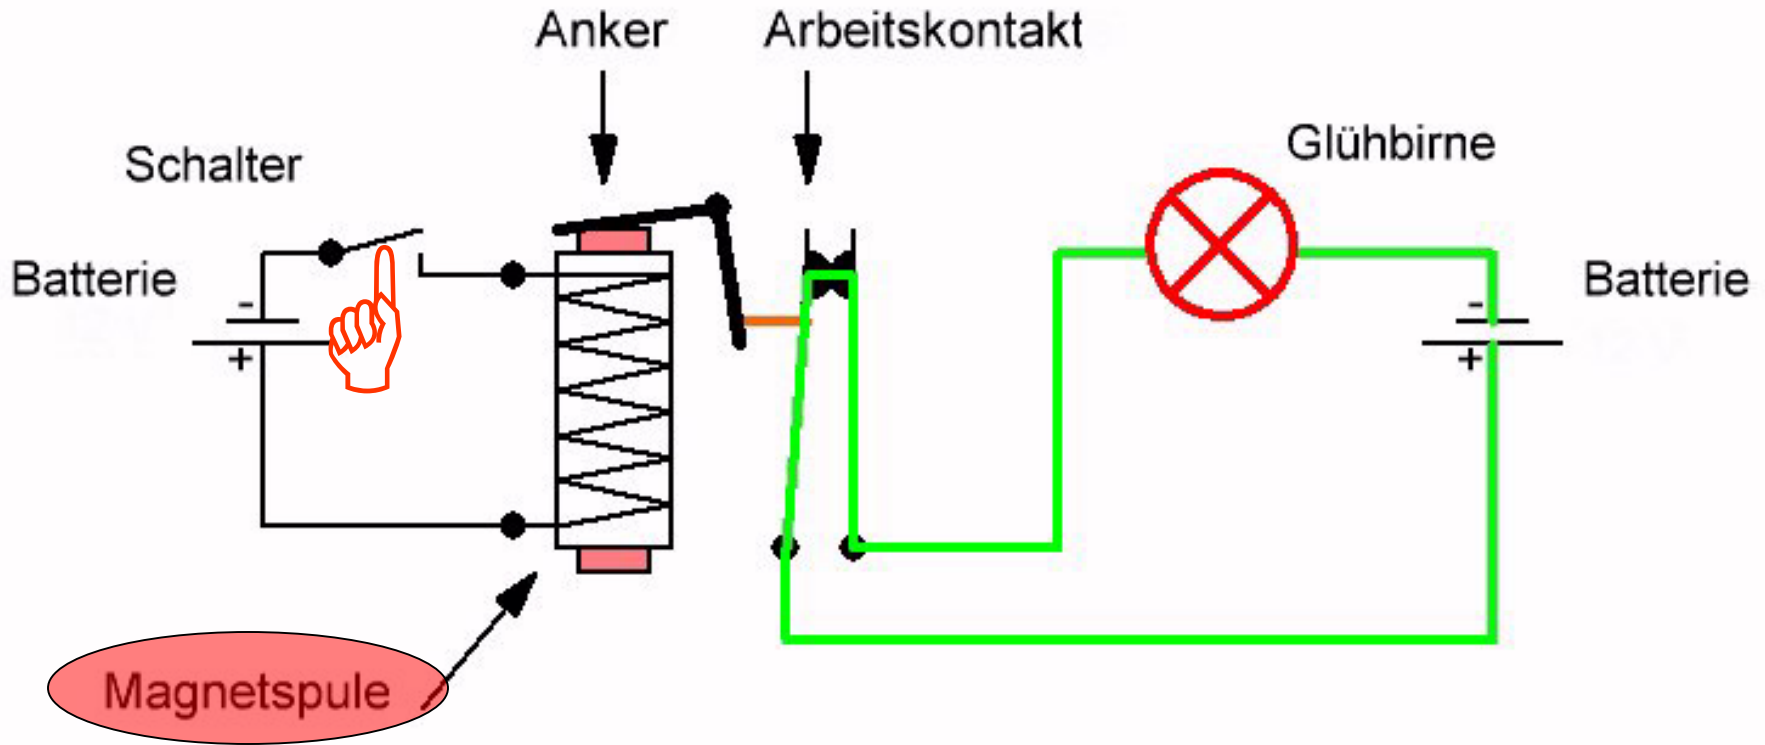 Anker
Arbeitskontakt
Glühbirne
Schalter
Batterie
-
+
Batterie
-
+
Magnetspule